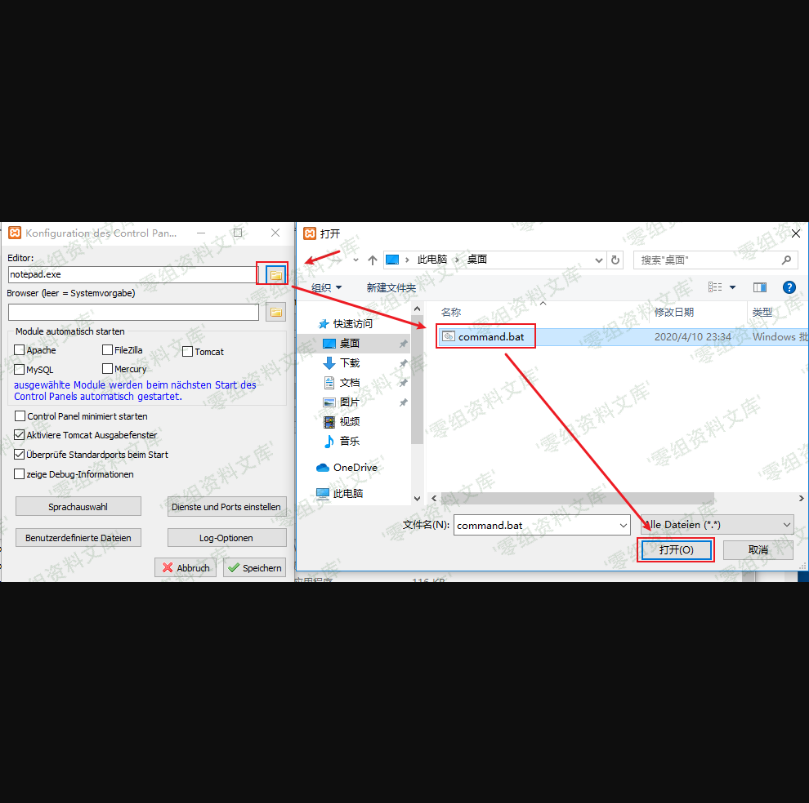 Konfiguration des Control Pan...
Editor:
notepad.exe
Browser (leer = Systemvorgabe)
Module automatisch starten
Apache
FileZilla
Tomcat
MySQL
Mercury
ausgewählte Module werden beim nächsten Start des
Control Panels automatisch gestartet.
Control Panel minimiert starten
Aktiviere Tomcat Ausgabefenster
Überprüfe Standardports beim Start
zeige Debug-Informationen
Sprachauswahl
Dienste und Ports einstellen
Benutzerdefinierte Dateien
Log-Optionen
Abbruch
Speichern
打开
此电脑
桌面
搜索"桌面"
组织
新建文件夹
名称
修改日期
类型
快速访问
桌面
下载
文档
图片
视频
音乐
OneDrive
此电脑
command.bat
2020/4/10 23:34
Windows 批
文件名(N):
command.bat
Alle Dateien (*.*)
打开(O)
取消
'零组资料文库'